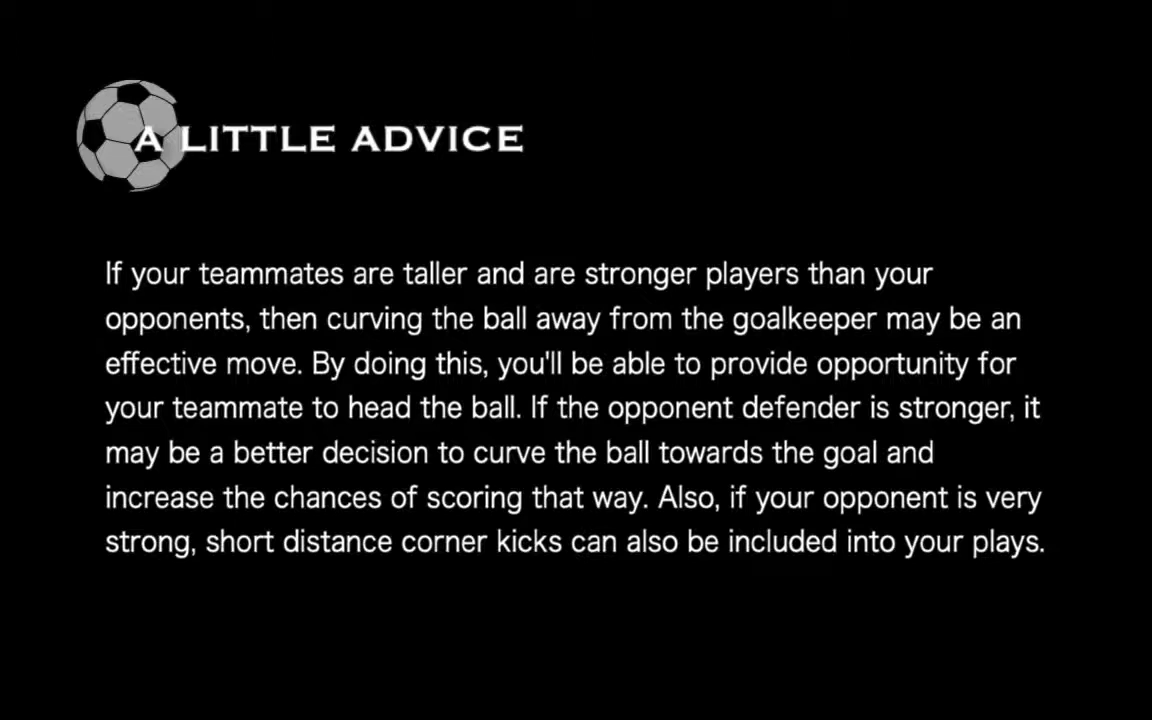 A LITTLE ADVICE
If your teammates are taller and are stronger players than your
opponents, then curving the ball away from the goalkeeper may be an
effective move. By doing this, you'll be able to provide opportunity for
your teammate to head the ball. If the opponent defender is stronger, it
may be a better decision to curve the ball towards the goal and
increase the chances of scoring that way. Also, if your opponent is very
strong, short distance corner kicks can also be included into your plays.